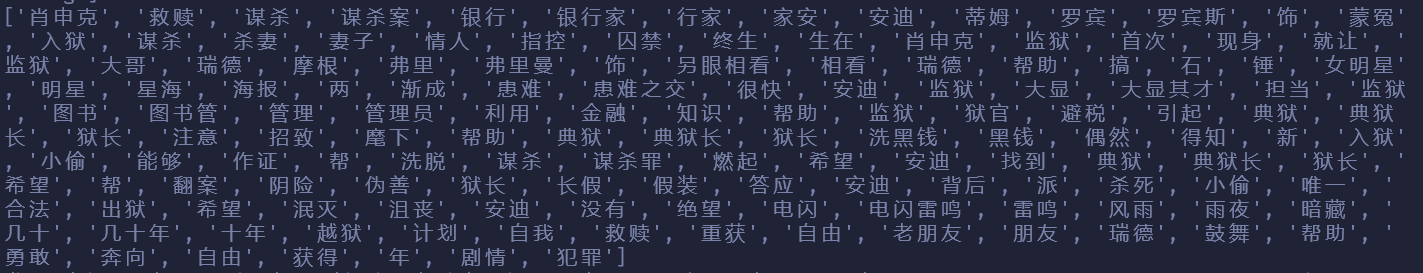 ['肖申克', '救赎', '谋杀', '谋杀案', '银行', '银行家', '行家', '家安', '安迪', '蒂姆', '罗宾', '罗宾斯', '饰', '蒙冤'
, '入狱', '谋杀', '杀妻', '妻子', '情人', '指控', '囚禁', '终生', '生在', '肖申克', '监狱', '首次', '现身', '就让', '
监狱', '大哥', '瑞德', '摩根', '弗里', '弗里曼', '饰', '另眼相看', '相看', '瑞德', '帮助', '搞', '石', '锤', '女明星'
, '明星', '星海', '海报', '两', '渐成', '患难', '患难之交', '很快', '安迪', '监狱', '大显', '大显其才', '担当', '监狱
', '图书', '图书管', '管理', '管理员', '利用', '金融', '知识', '帮助', '监狱', '狱官', '避税', '引起', '典狱', '典狱
长', '狱长', '注意', '招致', '麾下', '帮助', '典狱', '典狱长', '狱长', '洗黑钱', '黑钱', '偶然', '得知', '新', '入狱'
, '小偷', '能够', '作证', '帮', '洗脱', '谋杀', '谋杀罪', '燃起', '希望', '安迪', '找到', '典狱', '典狱长', '狱长', '
希望', '帮', '翻案', '阴险', '伪善', '狱长', '长假', '假装', '答应', '安迪', '背后', '派', '杀死', '小偷', '唯一', '
合法', '出狱', '希望', '泯灭', '沮丧', '安迪', '没有', '绝望', '电闪', '电闪雷鸣', '雷鸣', '风雨', '雨夜', '暗藏', '
几十', '几十年', '十年', '越狱', '计划', '自我', '救赎', '重获', '自由', '老朋友', '朋友', '瑞德', '鼓舞', '帮助', '
勇敢', '奔向', '自由', '获得', '年', '剧情', '犯罪']